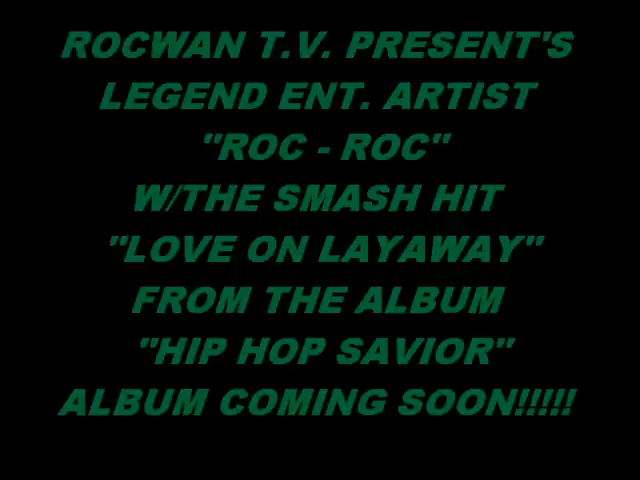 ROCWAN T.V. PRESENT'S
LEGEND ENT. ARTIST
"ROC - ROC"
W/THE SMASH HIT
"LOVE ON LAYAWAY"
FROM THE ALBUM
"HIP HOP SAVIOR"
ALBUM COMING SOON!!!!!